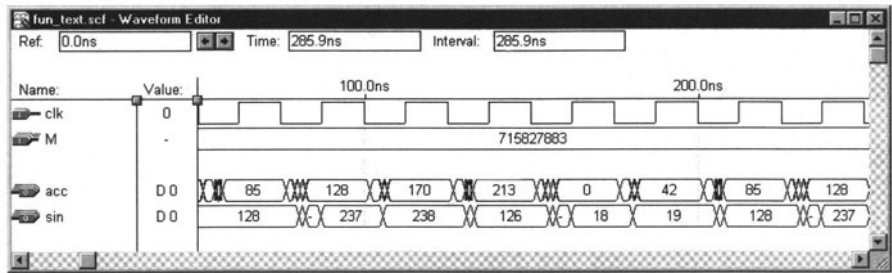 fun_text.scf - Waveform Editor
Ref: 0.0ns Time: 285.9ns Interval: 285.9ns
Name: Value: 100.0ns 200.0ns
clk 0
M - 715827883
acc D 0 85 128 170 213 0 42 85 128
sin D 0 128 - 237 238 126 - 18 19 128 - 237